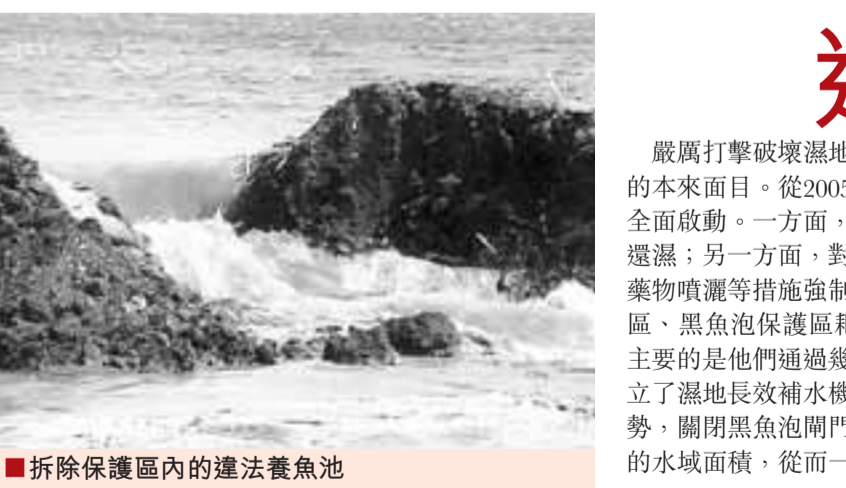 ■拆除保護區內的違法養魚池
嚴厲打擊破壞濕地
的本來面目。從2005
全面啟動。一方面，
還濕；另一方面，對
藥物噴灑等措施強制
區、黑魚泡保護區耕
主要的是他們通過幾
立了濕地長效補水機
勢，關閉黑魚泡閘門
的水域面積，從而一